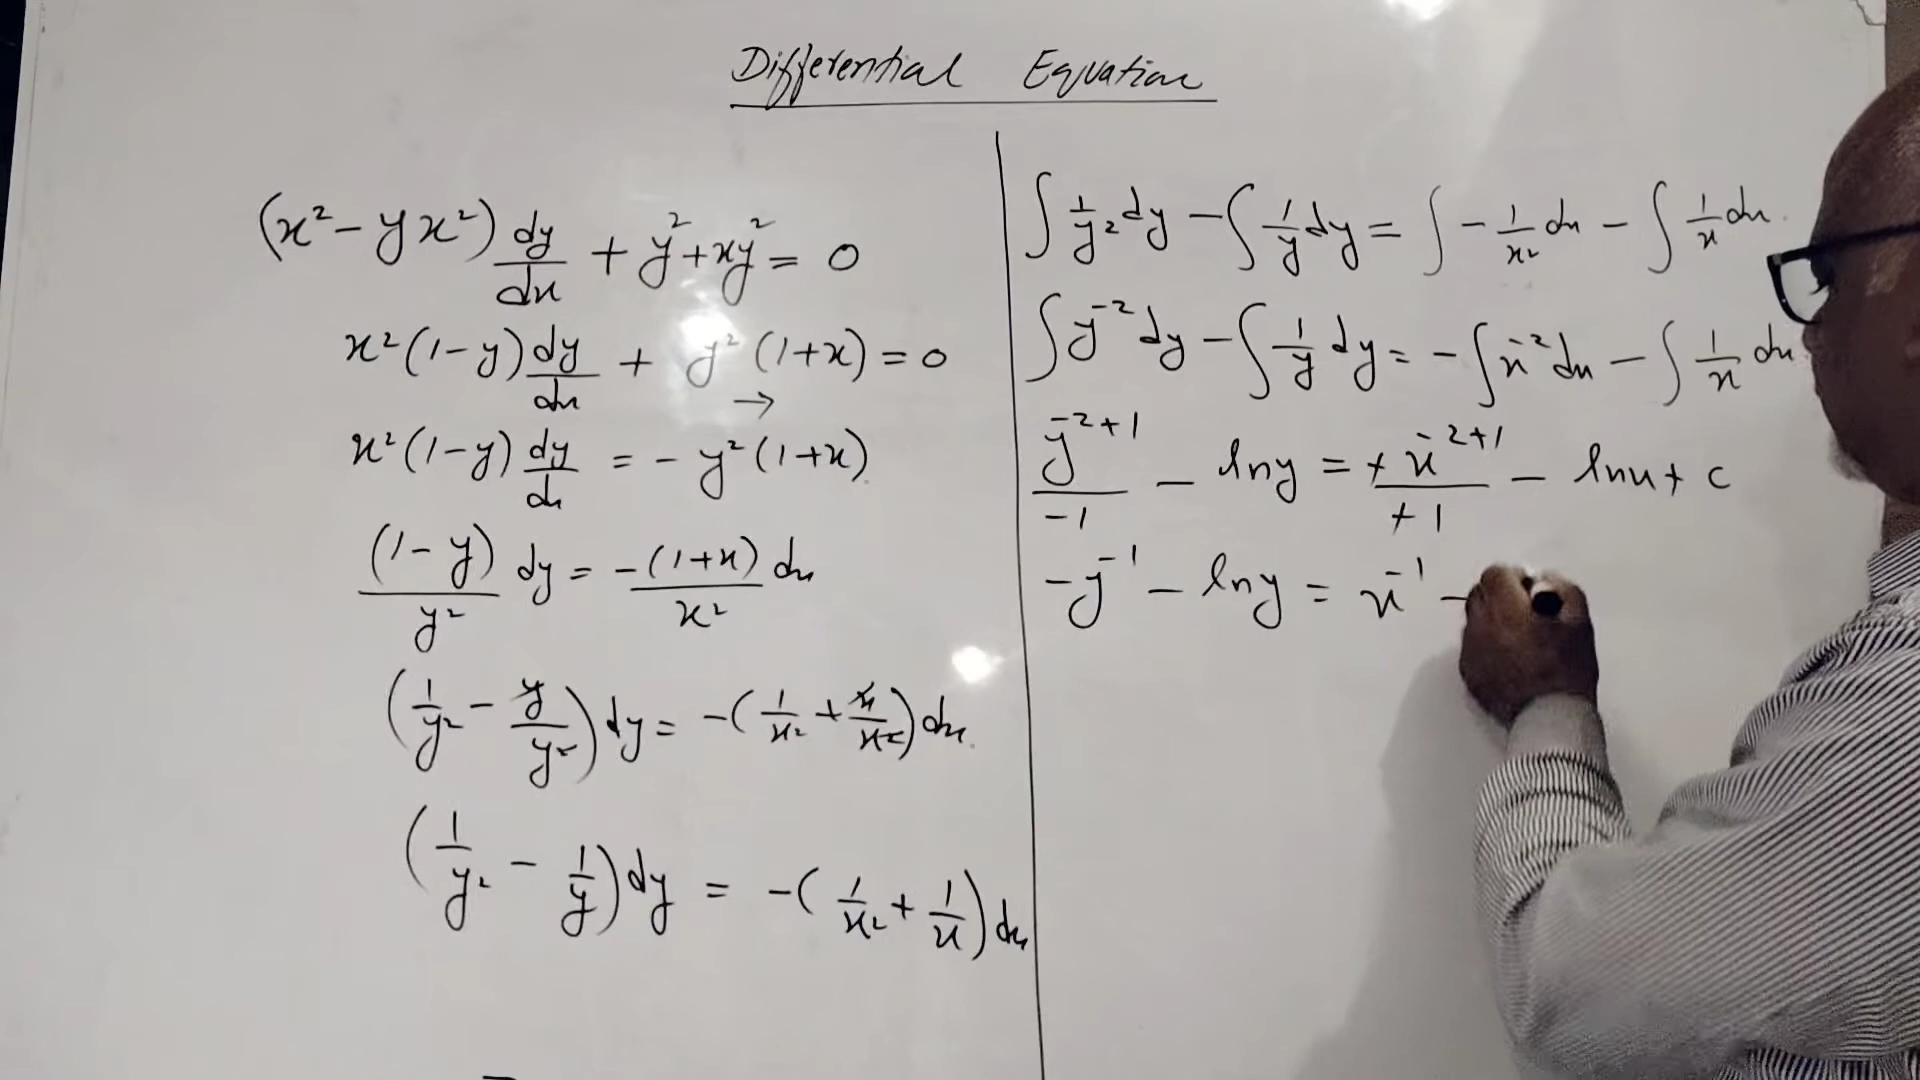 Differential Equation
(x² - yx²) dy/dx + y² + xy² = 0
x²(1-y) dy/dx + y²(1+x) = 0
→
x²(1-y) dy/dx = - y²(1+x)
(1-y)/y² dy = -(1+x)/x² dx
(1/y² - y/y²) dy = -(1/x² + x/x²) dx
(1/y² - 1/y) dy = -(1/x² + 1/x) dx
∫ 1/y² dy - ∫ 1/y dy = ∫ - 1/x² dx - ∫ 1/x dx
∫ y⁻² dy - ∫ 1/y dy = - ∫ x⁻² dx - ∫ 1/x dx
y⁻²⁺¹/-1 - ln y = + x⁻²⁺¹/+1 - ln x + c
-y⁻¹ - ln y = x⁻¹ -